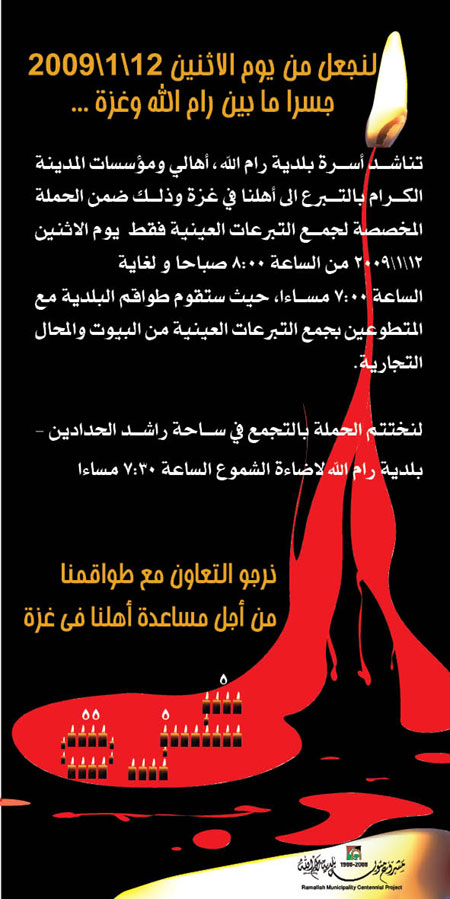 لنجعل من يوم الاثنين 12\1\2009
جسرا ما بين رام الله وغزة ...
تناشد أسرة بلدية رام الله، أهالي ومؤسسات المدينة
الكرام بالتبرع الى أهلنا في غزة وذلك ضمن الحملة
المخصصة لجمع التبرعات العينية فقط يوم الاثنين
٢٠٠٩\١\١٢ من الساعة ٨:٠٠ صباحا و لغاية
الساعة ٧:٠٠ مساءا، حيث ستقوم طواقم البلدية مع
المتطوعين بجمع التبرعات العينية من البيوت والمحال
التجارية.
لنختتم الحملة بالتجمع في ساحة راشد الحدادين -
بلدية رام الله لاضاءة الشموع الساعة ٧:٣٠ مساءا
نرجو التعاون مع طواقمنا
من أجل مساعدة أهلنا فى غزة
غزة
1908-2008
Ramallah Municipality Centennial Project